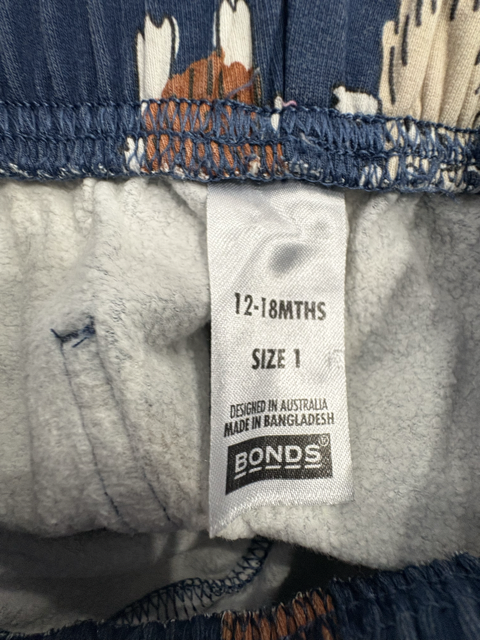 12-18MTHS
SIZE 1
DESIGNED IN AUSTRALIA
MADE IN BANGLADESH
BONDS®